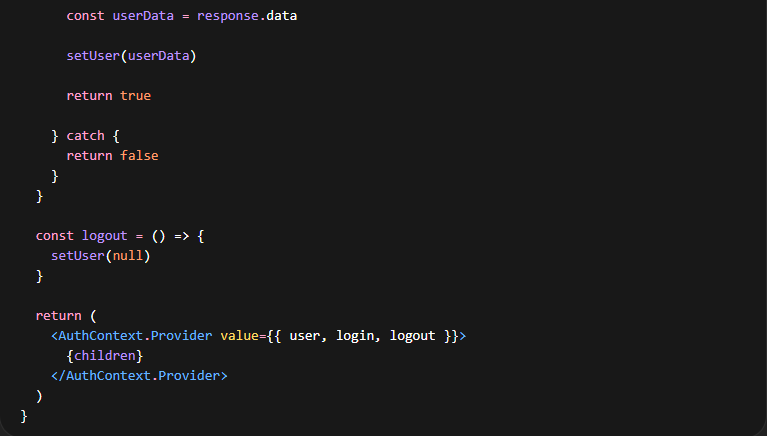 const userData = response.data
setUser(userData)
return true
} catch {
return false
}
}
const logout = () => {
setUser(null)
}
return (
<AuthContext.Provider value={{ user, login, logout }}>
{children}
</AuthContext.Provider>
)
}